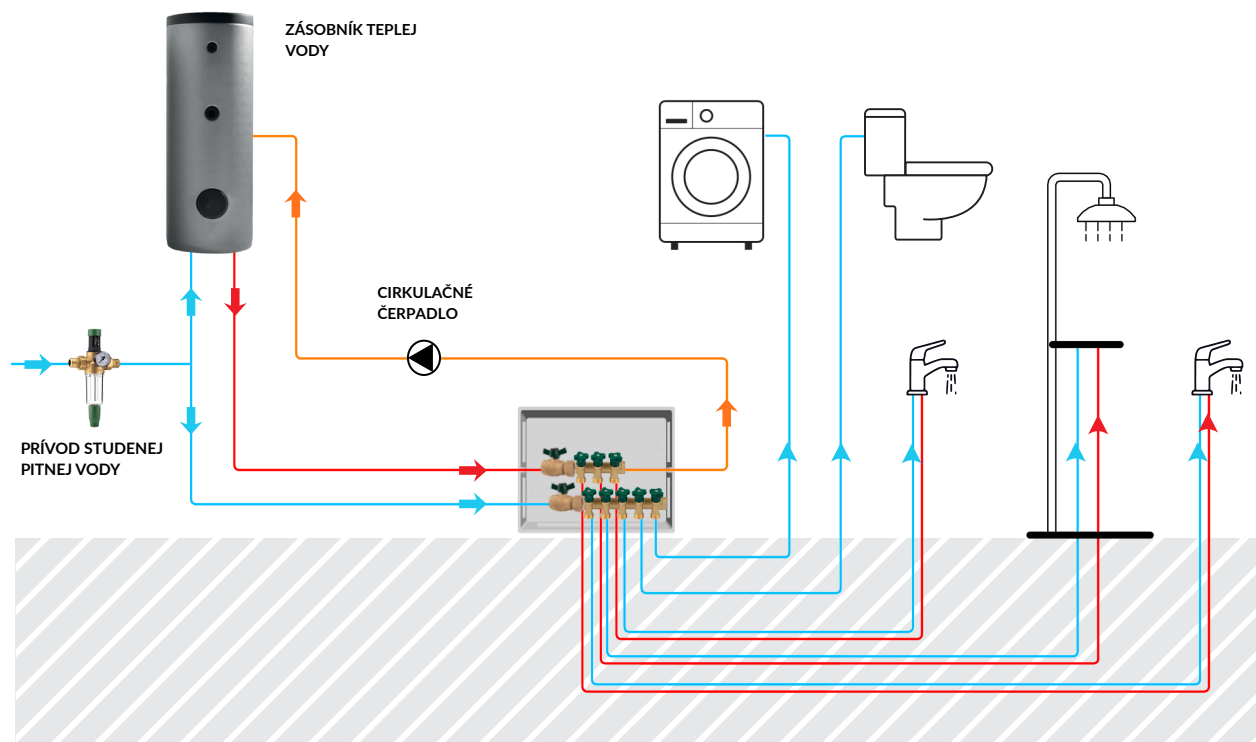 ZÁSOBNÍK TEPLEJ
VODY
CIRKULAČNÉ
ČERPADLO
PRÍVOD STUDENEJ
PITNEJ VODY